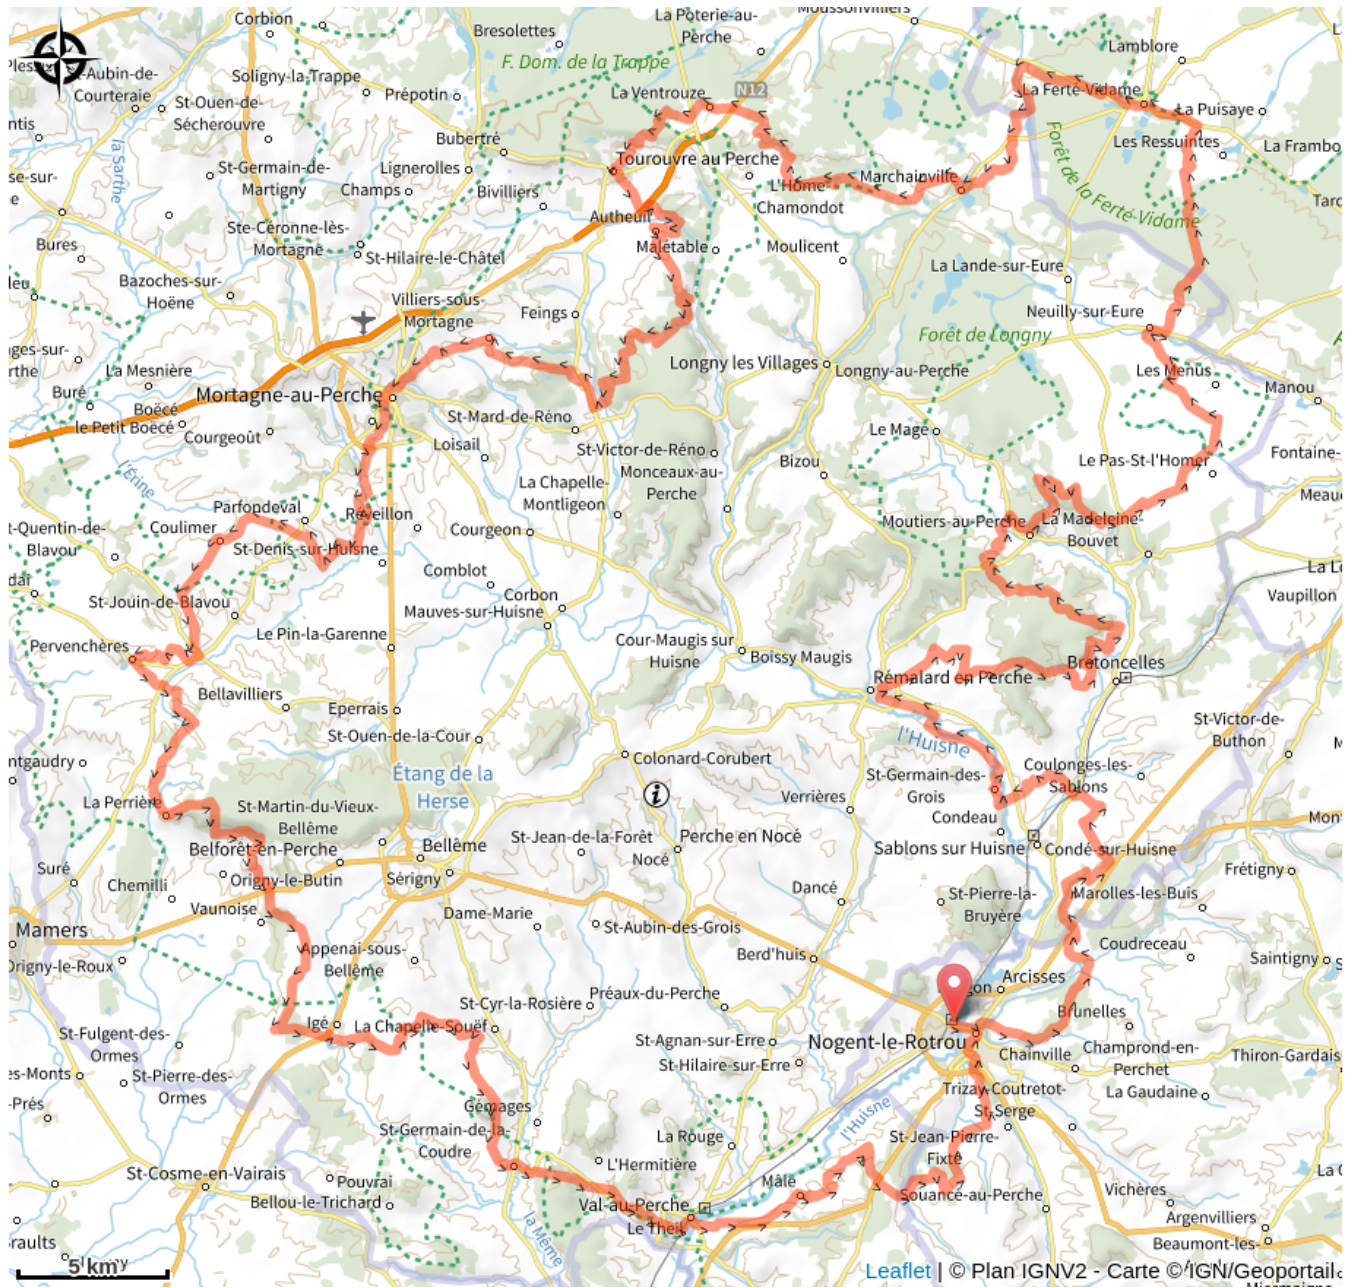 Corbion
La Poterie-au-
Perche
Moussonvilliers
Bresolettes
Lamblore
F. Dom. de la Trappe
St-Aubin-de-
Courteraie
Soligny-la-Trappe
Prépotin
La Ventrouze
N12
La Ferté-Vidame
La Puisaye
St-Ouen-de-
Sécherouvre
Bubertré
Les Ressuintes
La Frambo
la Sarthe
St-Germain-de-
Martigny
Lignerolles
Champs
Tourouvre au Perche
L'Home-
Chamondot
Marchainville
Forêt de la Ferté-Vidame
Bivilliers
Autheuil
Ste-Céronne-lès-
Mortagne
Malétable
Moulicent
Bures
St-Hilaire-le-Châtel
La Lande-sur-Eure
Bazoches-sur-
Hoëne
Villiers-sous-
Mortagne
Feings
Neuilly-sur-Eure
Forêt de Longny
La Mesnière
Longny les Villages
Longny-au-Perche
Les Menus
Manou
Buré
Mortagne-au-Perche
Boëcé
le Petit Boëcé
Courgeoût
St-Mard-de-Réno
Le Mage
Loisail
St-Victor-de-Réno
Monceaux-au-
Perche
Bizou
Le Pas-St-l'Homer
Fontaine-
l'Érine
La Chapelle-
Montligeon
Parfondeval
Réveillon
Coulimer
Courgeon
Moutiers-au-Perche
La Madeleine-
Bouvet
St-Quentin-de-
Blavou
St-Denis-sur-Huisne
Comblot
Corbon
Vaupillon
St-Jouin-de-Blavou
Mauves-sur-Huisne
Pervenchères
Le Pin-la-Garenne
Cour-Maugis sur
Huisne
Boissy Maugis
Bretoncelles
Rémalard en Perche
Bellavilliers
Eperrais
St-Ouen-de-la-Cour
l'Huisne
St-Victor-de-
Buthon
Colonard-Corubert
Étang de la
Herse
St-Germain-des-
Grois
Coulonges-les-
Sablons
La Perrière
St-Martin-du-Vieux-
Bellême
Verrières
Condeau
St-Jean-de-la-Forêt
Perche en Nocé
Belforêt-en-Perche
Bellême
Nocé
Sablons sur Huisne
Condé-sur-Huisne
Suré
Chemilli
Origny-le-Butin
Sérigny
Frétigny
Dancé
St-Pierre-la-
Bruyère
Marolles-les-Buis
Vaunoise
Dame-Marie
St-Aubin-des-Grois
Mamers
Appenai-sous-
Bellême
Berd'huis
Coudreceau
Origny-le-Roux
Saintigny
Arcisses
St-Cyr-la-Rosière
Préaux-du-Perche
Igé
La Chapelle-Souëf
Brunelles
St-Fulgent-des-
Ormes
St-Agnan-sur-Erre
Nogent-le-Rotrou
St-Hilaire-sur-Erre
Chainville
Champrond-en-
Perchet
Thiron-Gardais
St-Pierre-des-
Ormes
La Gaudaine
Trizay-Coutretot-
St-Serge
Gémages
l'Huisne
St-Germain-de-la-
Coudre
La Rouge
St-Jean-Pierre-
Fixté
L'Hermitière
St-Cosme-en-Vairais
Pouvrai
Mâle
Bellou-le-Trichard
Val-au-Perche
Le Theil
Souancé-au-Perche
Vichères
la Même
Argenvilliers
Beaumont-les-
5 km
Leaflet | © Plan IGNV2 - Carte © IGN/Geoportail